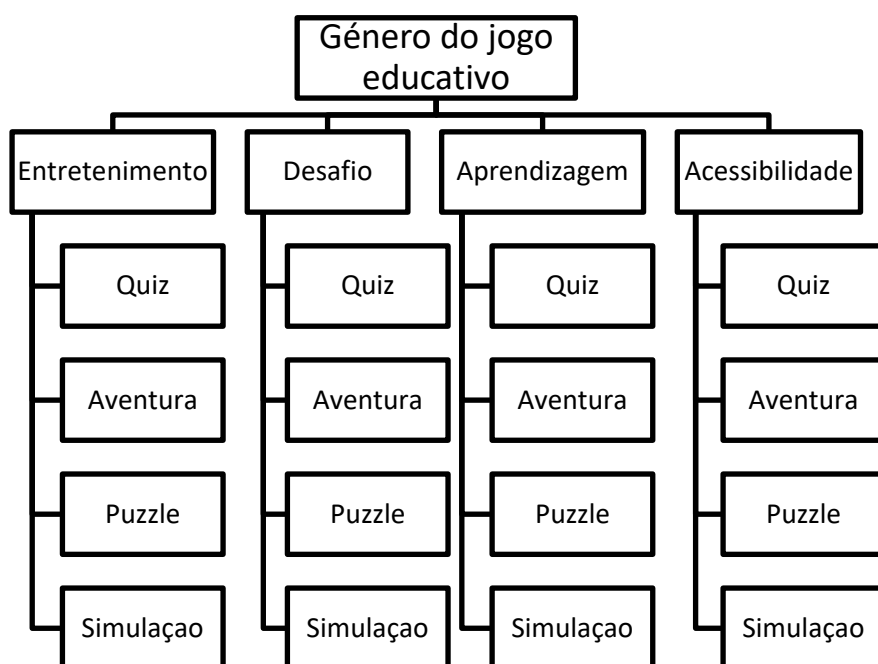 Género do jogo
educativo
Entretenimento
Desafio
Aprendizagem
Acessibilidade
Quiz
Quiz
Quiz
Quiz
Aventura
Aventura
Aventura
Aventura
Puzzle
Puzzle
Puzzle
Puzzle
Simulaçao
Simulaçao
Simulaçao
Simulaçao